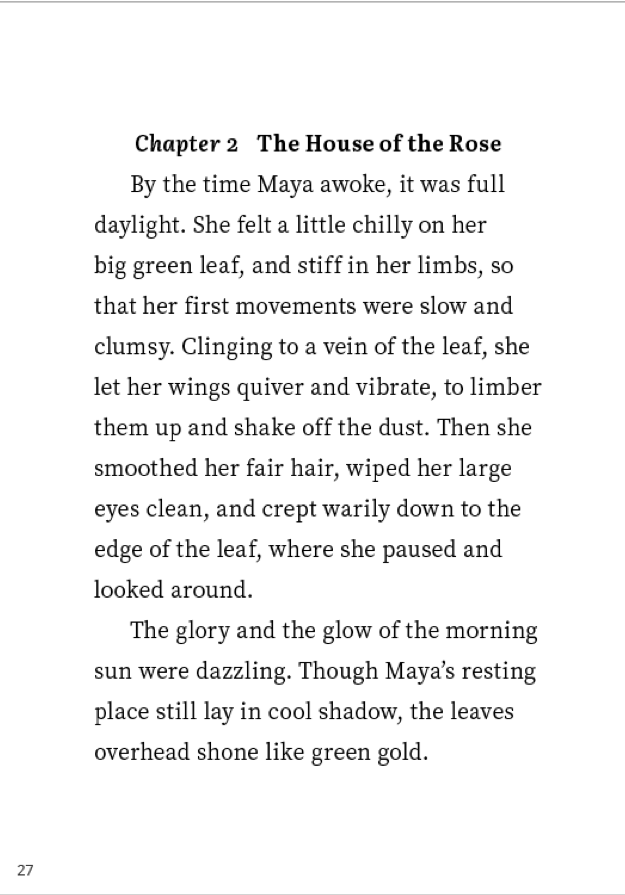 Chapter 2 The House of the Rose
By the time Maya awoke, it was full
daylight. She felt a little chilly on her
big green leaf, and stiff in her limbs, so
that her first movements were slow and
clumsy. Clinging to a vein of the leaf, she
let her wings quiver and vibrate, to limber
them up and shake off the dust. Then she
smoothed her fair hair, wiped her large
eyes clean, and crept warily down to the
edge of the leaf, where she paused and
looked around.
The glory and the glow of the morning
sun were dazzling. Though Maya’s resting
place still lay in cool shadow, the leaves
overhead shone like green gold.
27